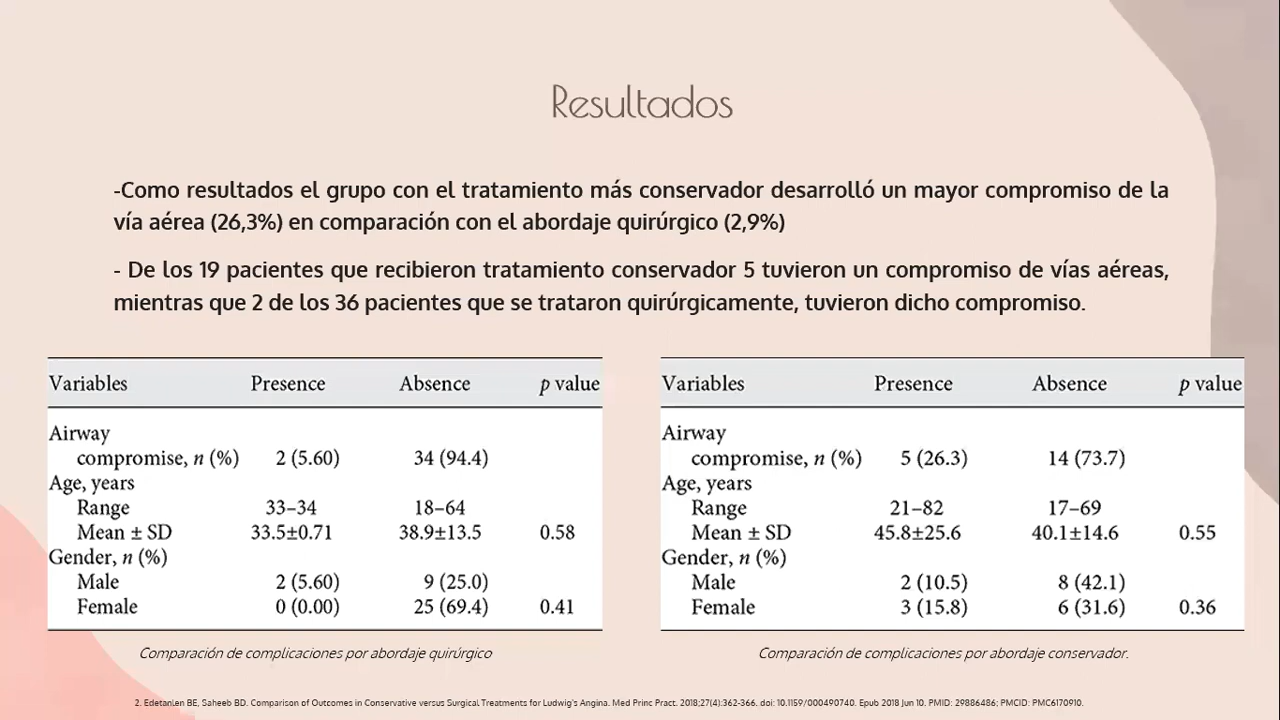 Resultados
-Como resultados el grupo con el tratamiento más conservador desarrolló un mayor compromiso de la
vía aérea (26,3%) en comparación con el abordaje quirúrgico (2,9%)
- De los 19 pacientes que recibieron tratamiento conservador 5 tuvieron un compromiso de vías aéreas,
mientras que 2 de los 36 pacientes que se trataron quirúrgicamente, tuvieron dicho compromiso.
Variables Presence Absence p value
Airway
compromise, n (%) 2 (5.60) 34 (94.4)
Age, years
Range 33–34 18–64
Mean ± SD 33.5±0.71 38.9±13.5 0.58
Gender, n (%)
Male 2 (5.60) 9 (25.0)
Female 0 (0.00) 25 (69.4) 0.41
Comparación de complicaciones por abordaje quirúrgico
Variables Presence Absence p value
Airway
compromise, n (%) 5 (26.3) 14 (73.7)
Age, years
Range 21–82 17–69
Mean ± SD 45.8±25.6 40.1±14.6 0.55
Gender, n (%)
Male 2 (10.5) 8 (42.1)
Female 3 (15.8) 6 (31.6) 0.36
Comparación de complicaciones por abordaje conservador.
2. Edetanlen BE, Saheeb BD. Comparison of Outcomes in Conservative versus Surgical Treatments for Ludwig's Angina. Med Princ Pract. 2018;27(4):362-366. doi: 10.1159/000490740. Epub 2018 Jun 10. PMID: 29886486; PMCID: PMC6170910.